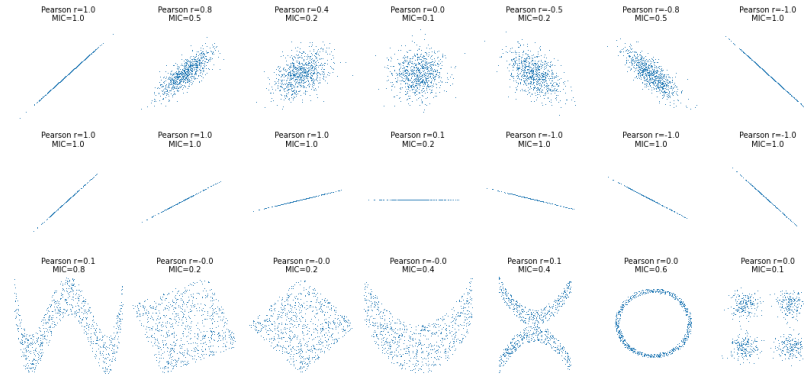 Pearson r=1.0
MIC=1.0
Pearson r=0.8
MIC=0.5
Pearson r=0.4
MIC=0.2
Pearson r=0.0
MIC=0.1
Pearson r=-0.5
MIC=0.2
Pearson r=-0.8
MIC=0.5
Pearson r=-1.0
MIC=1.0
Pearson r=1.0
MIC=1.0
Pearson r=1.0
MIC=1.0
Pearson r=1.0
MIC=1.0
Pearson r=0.1
MIC=0.2
Pearson r=-1.0
MIC=1.0
Pearson r=-1.0
MIC=1.0
Pearson r=-1.0
MIC=1.0
Pearson r=0.1
MIC=0.8
Pearson r=-0.0
MIC=0.2
Pearson r=-0.0
MIC=0.2
Pearson r=-0.0
MIC=0.4
Pearson r=0.1
MIC=0.4
Pearson r=0.0
MIC=0.6
Pearson r=0.0
MIC=0.1